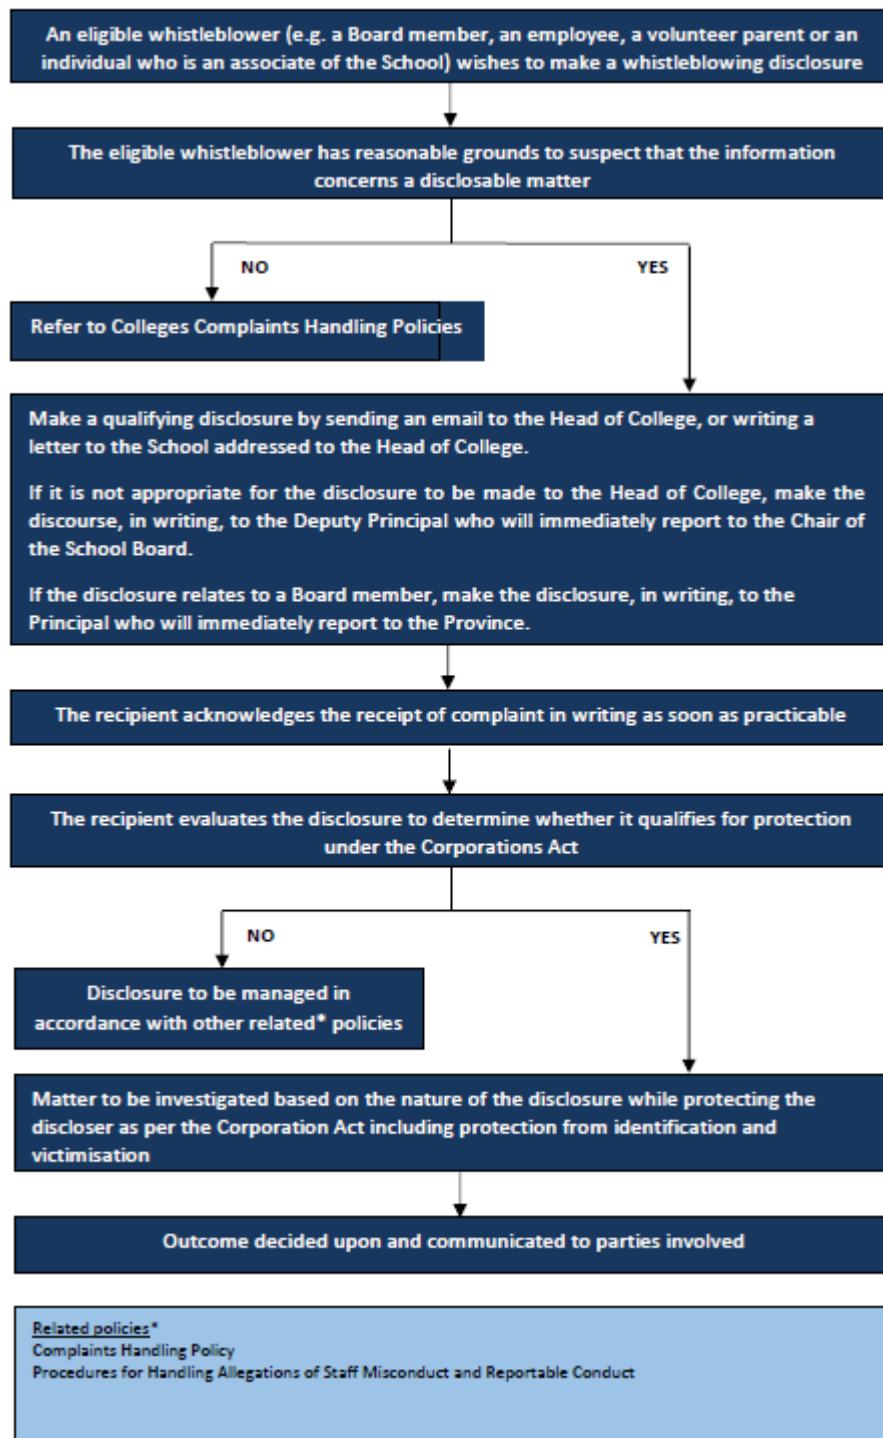 An eligible whistleblower (e.g. a Board member, an employee, a volunteer parent or an
individual who is an associate of the School) wishes to make a whistleblowing disclosure
The eligible whistleblower has reasonable grounds to suspect that the information
concerns a disclosable matter
NO
YES
Refer to Colleges Complaints Handling Policies
Make a qualifying disclosure by sending an email to the Head of College, or writing a
letter to the School addressed to the Head of College.
If it is not appropriate for the disclosure to be made to the Head of College, make the
discourse, in writing, to the Deputy Principal who will immediately report to the Chair of
the School Board.
If the disclosure relates to a Board member, make the disclosure, in writing, to the
Principal who will immediately report to the Province.
The recipient acknowledges the receipt of complaint in writing as soon as practicable
The recipient evaluates the disclosure to determine whether it qualifies for protection
under the Corporations Act
NO
YES
Disclosure to be managed in
accordance with other related* policies
Matter to be investigated based on the nature of the disclosure while protecting the
discloser as per the Corporation Act including protection from identification and
victimisation
Outcome decided upon and communicated to parties involved
Related policies*
Complaints Handling Policy
Procedures for Handling Allegations of Staff Misconduct and Reportable Conduct